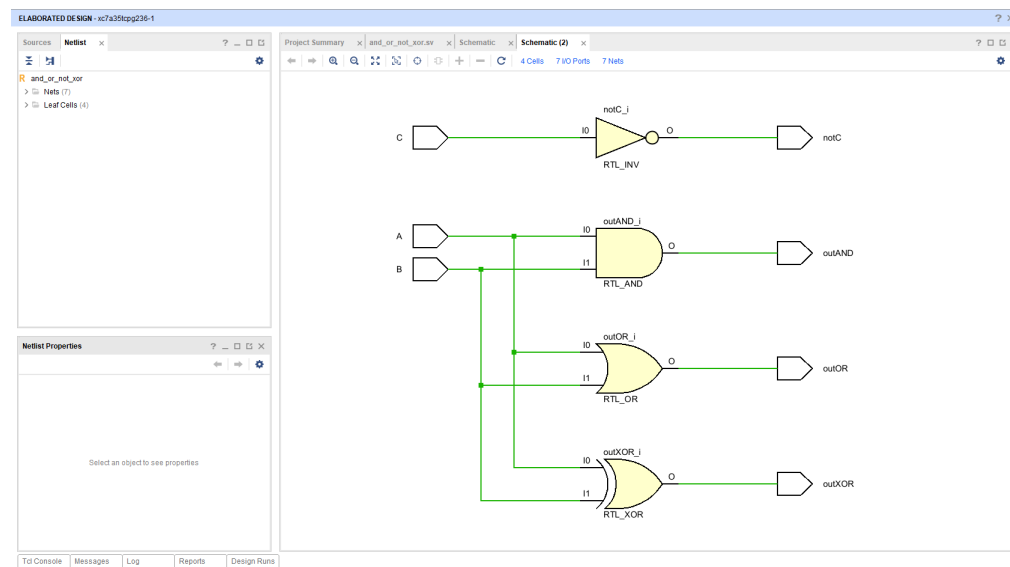 ELABORATED DESIGN - xc7a35tcpg236-1
Sources Netlist
and_or_not_xor
Nets (7)
Leaf Cells (4)
Netlist Properties
Select an object to see properties
Project Summary and_or_not_xor.sv Schematic Schematic (2)
4 Cells 7 I/O Ports 7 Nets
notC_i
C I0 O notC
RTL_INV
outAND_i
A I0
O outAND
B I1
RTL_AND
outOR_i
I0
O outOR
I1
RTL_OR
outXOR_i
I0
O outXOR
I1
RTL_XOR
Tcl Console Messages Log Reports Design Runs